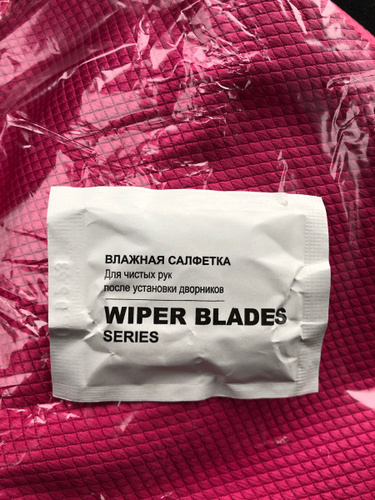 ВЛАЖНАЯ САЛФЕТКА
Для чистых рук
после установки дворников
WIPER BLADES
SERIES